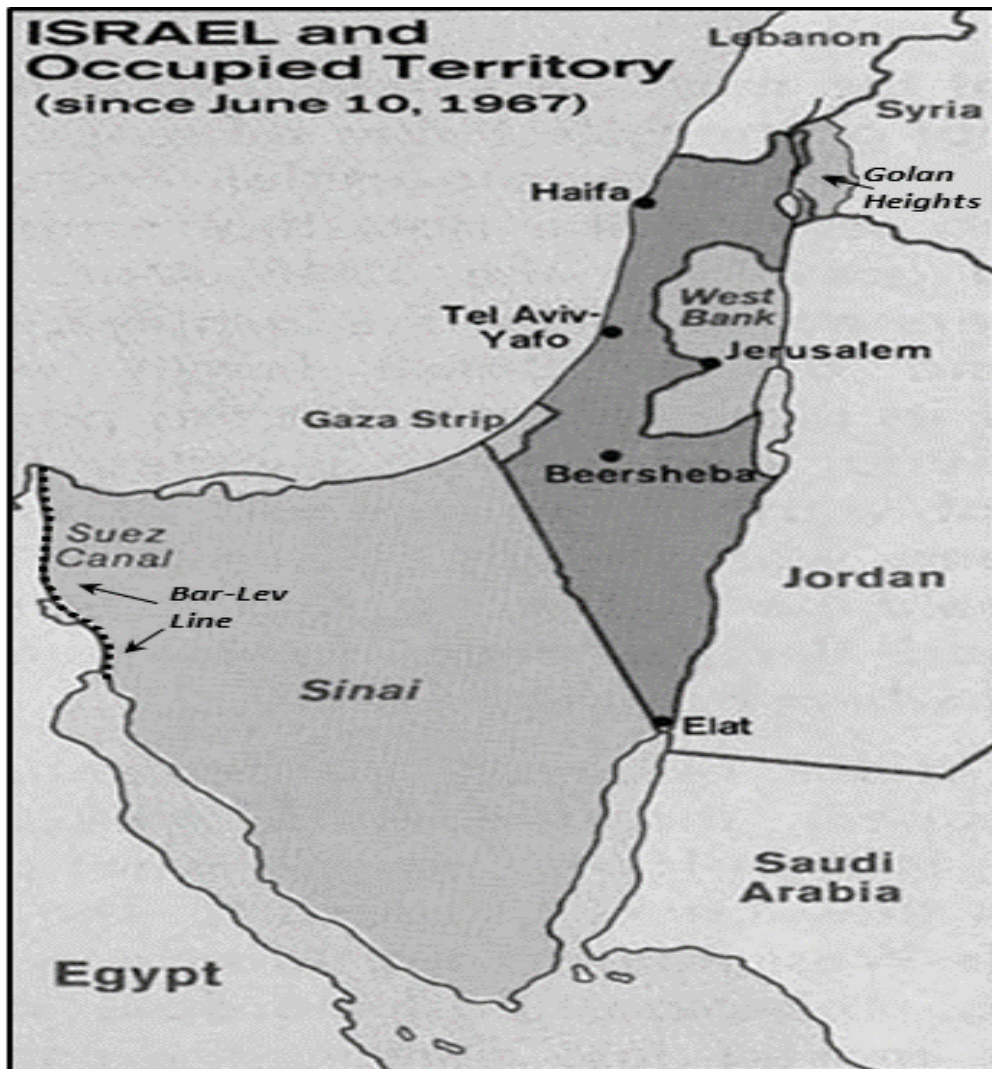 ISRAEL and
Occupied Territory
(since June 10, 1967)
Lebanon
Syria
Golan
Heights
Haifa
West
Bank
Tel Aviv-
Yafo
Jerusalem
Gaza Strip
Beersheba
Suez
Canal
Bar-Lev
Line
Jordan
Sinai
Elat
Saudi
Arabia
Egypt